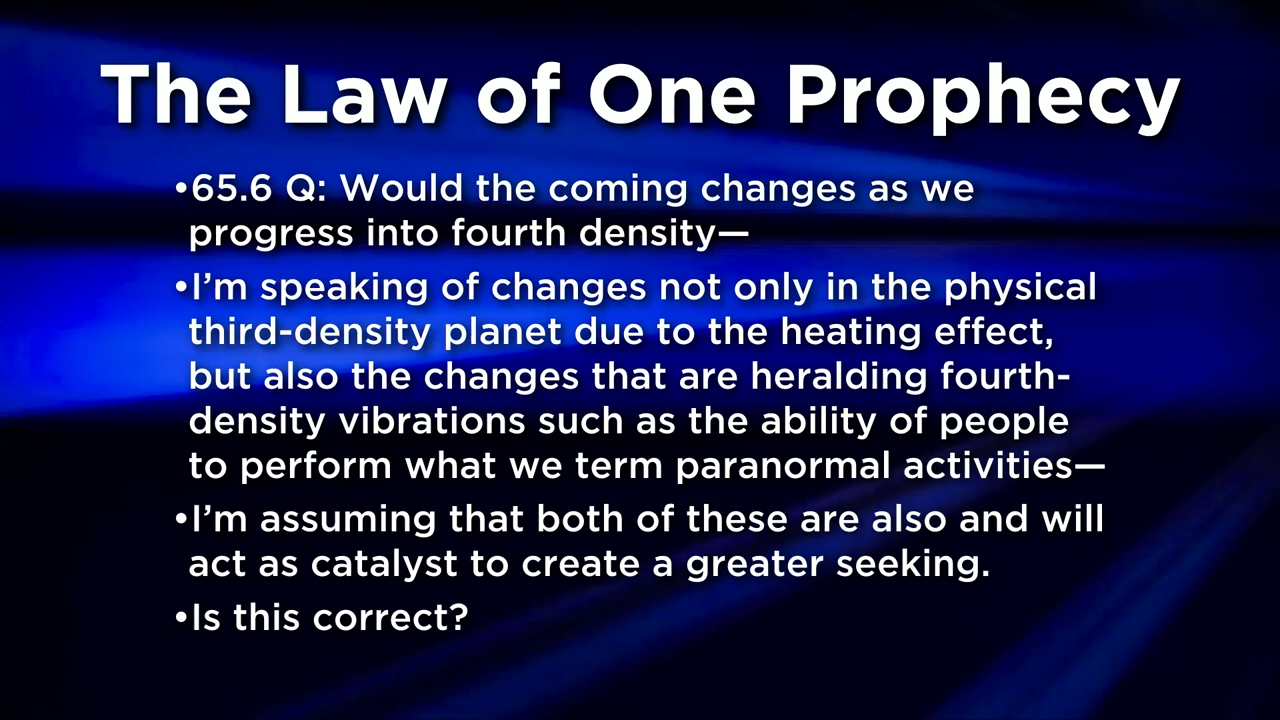 The Law of One Prophecy
•65.6 Q: Would the coming changes as we
progress into fourth density—
•I’m speaking of changes not only in the physical
third-density planet due to the heating effect,
but also the changes that are heralding fourth-
density vibrations such as the ability of people
to perform what we term paranormal activities—
•I’m assuming that both of these are also and will
act as catalyst to create a greater seeking.
•Is this correct?